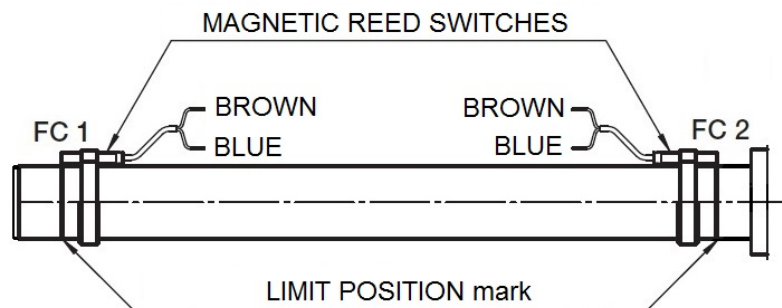 MAGNETIC REED SWITCHES
BROWN
BROWN
FC 1
FC 2
BLUE
BLUE
LIMIT POSITION mark